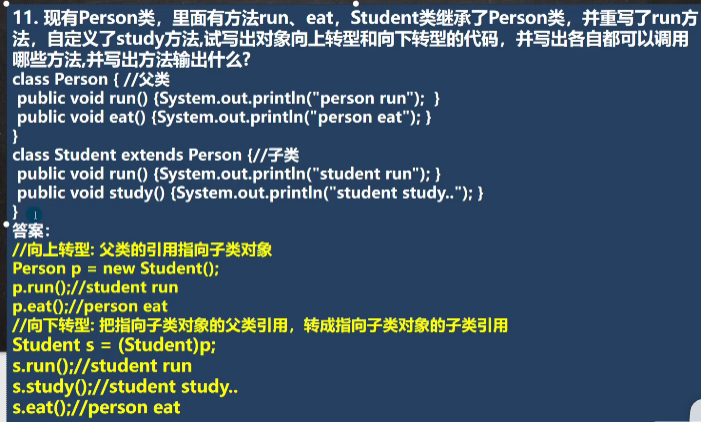 11. 现有Person类，里面有方法run、eat，Student类继承了Person类，并重写了run方
法，自定义了study方法,试写出对象向上转型和向下转型的代码，并写出各自都可以调用
哪些方法,并写出方法输出什么?
class Person { //父类
public void run() {System.out.println("person run"); }
public void eat() {System.out.println("person eat"); }
}
class Student extends Person {//子类
public void run() {System.out.println("student run"); }
public void study() {System.out.println("student study.."); }
}
答案：
//向上转型: 父类的引用指向子类对象
Person p = new Student();
p.run();//student run
p.eat();//person eat
//向下转型: 把指向子类对象的父类引用，转成指向子类对象的子类引用
Student s = (Student)p;
s.run();//student run
s.study();//student study..
s.eat();//person eat